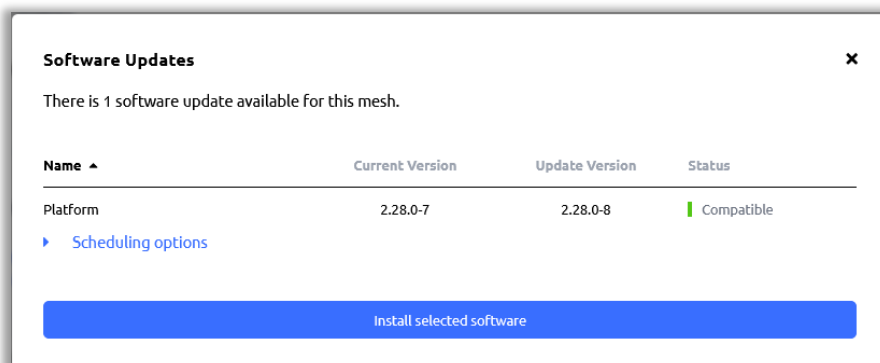 Software Updates
There is 1 software update available for this mesh.
Name Current Version Update Version Status
Platform 2.28.0-7 2.28.0-8 Compatible
Scheduling options
Install selected software